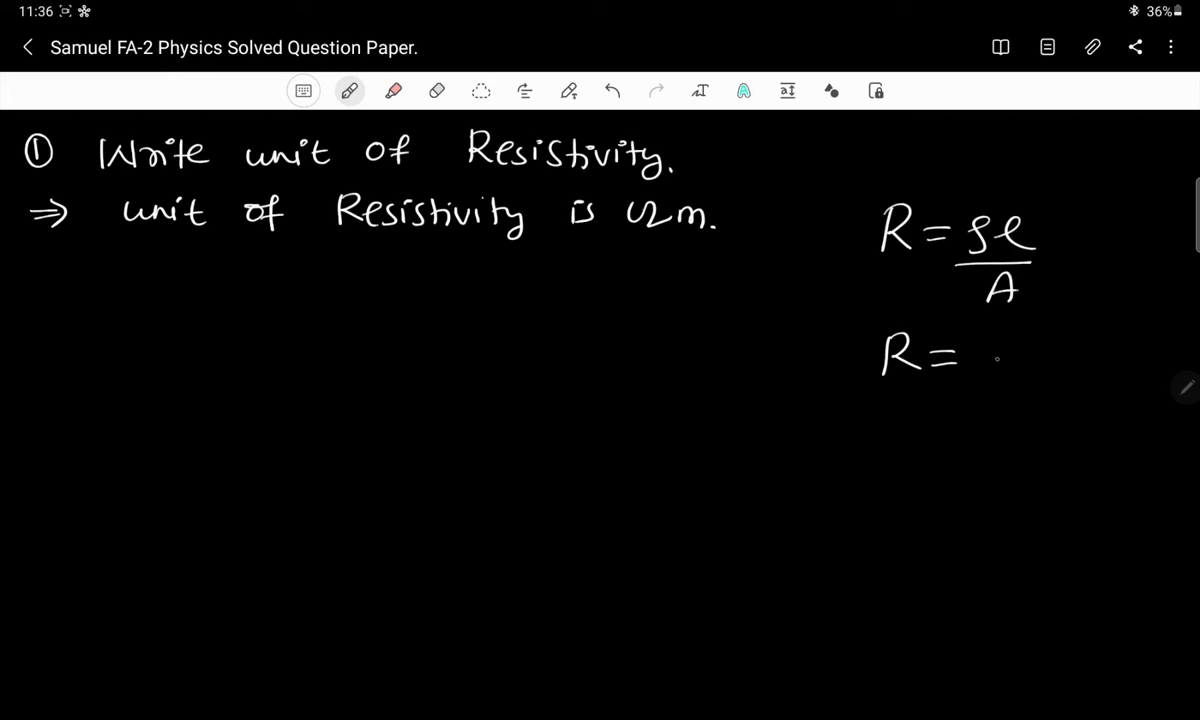 11:36 36%
Samuel FA-2 Physics Solved Question Paper.
① Write unit of Resistivity.
⇒ unit of Resistivity is Ωm.
R = ρl
A
R =